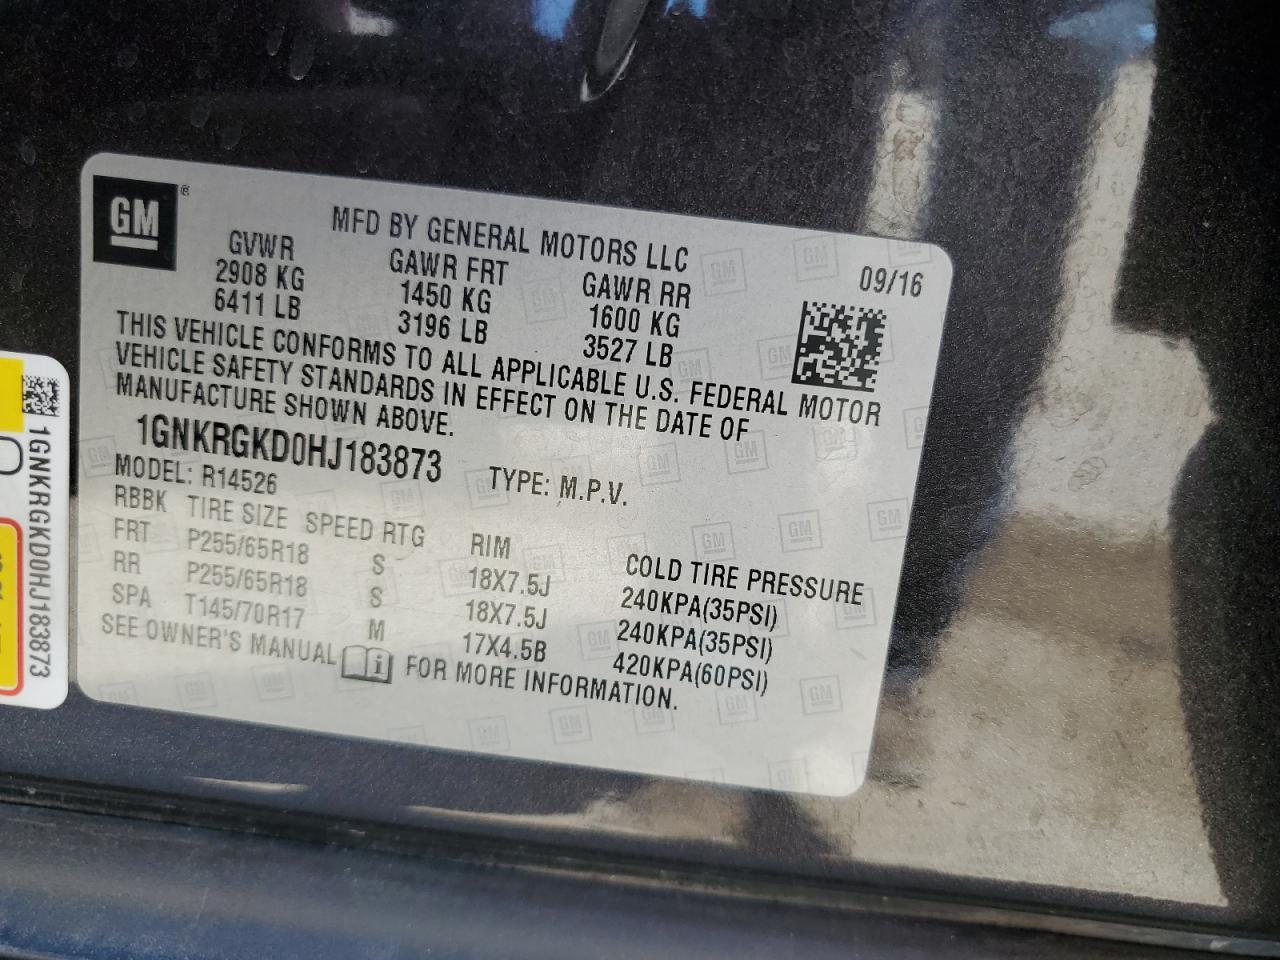 GM ®
MFD BY GENERAL MOTORS LLC
09/16
GVWR GAWR FRT GAWR RR
2908 KG 1450 KG 1600 KG
6411 LB 3196 LB 3527 LB
THIS VEHICLE CONFORMS TO ALL APPLICABLE U.S. FEDERAL MOTOR
VEHICLE SAFETY STANDARDS IN EFFECT ON THE DATE OF
MANUFACTURE SHOWN ABOVE.
1GNKRGKD0HJ183873 TYPE: M.P.V.
MODEL: R14526
RBBK TIRE SIZE SPEED RTG RIM COLD TIRE PRESSURE
FRT P255/65R18 S 18X7.5J 240KPA(35PSI)
RR P255/65R18 S 18X7.5J 240KPA(35PSI)
SPA T145/70R17 M 17X4.5B 420KPA(60PSI)
SEE OWNER'S MANUAL FOR MORE INFORMATION.
1GNKRGKD0HJ183873